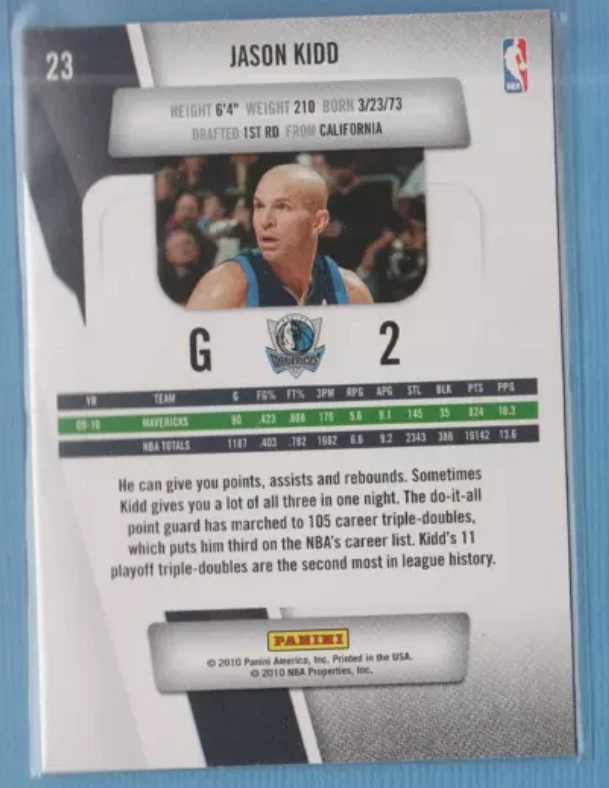 23
JASON KIDD
NBA
HEIGHT 6'4" WEIGHT 210 BORN 3/23/73
DRAFTED 1ST RD FROM CALIFORNIA
G
MAVERICKS
2
YR TEAM G FG% FT% 3PM RPG APG STL BLK PTS PPG
09-10 MAVERICKS 80 .423 .808 176 5.6 9.1 145 35 824 10.3
NBA TOTALS 1187 .403 .782 1662 6.6 9.2 2343 386 16142 13.6
He can give you points, assists and rebounds. Sometimes
Kidd gives you a lot of all three in one night. The do-it-all
point guard has marched to 105 career triple-doubles,
which puts him third on the NBA's career list. Kidd's 11
playoff triple-doubles are the second most in league history.
PANINI
© 2010 Panini America, Inc. Printed in the USA.
© 2010 NBA Properties, Inc.